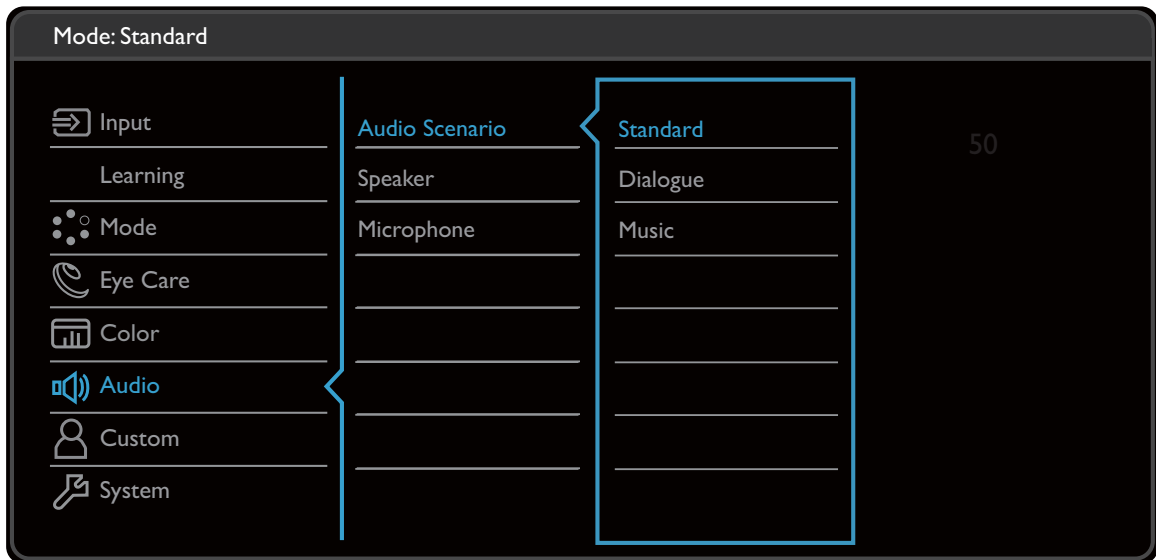 Mode: Standard
Input
Learning
Mode
Eye Care
Color
Audio
Custom
System
Audio Scenario
Speaker
Microphone
Standard
Dialogue
Music
50